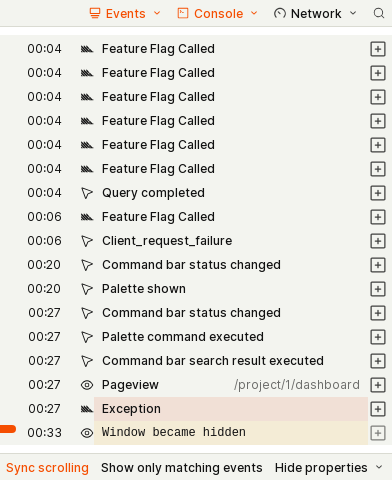 Events Console Network
00:04 Feature Flag Called
00:04 Feature Flag Called
00:04 Feature Flag Called
00:04 Feature Flag Called
00:04 Feature Flag Called
00:04 Feature Flag Called
00:04 Query completed
00:06 Feature Flag Called
00:06 Client_request_failure
00:20 Command bar status changed
00:20 Palette shown
00:27 Command bar status changed
00:27 Palette command executed
00:27 Command bar search result executed
00:27 Pageview /project/1/dashboard
00:27 Exception
00:33 Window became hidden
Sync scrolling Show only matching events Hide properties